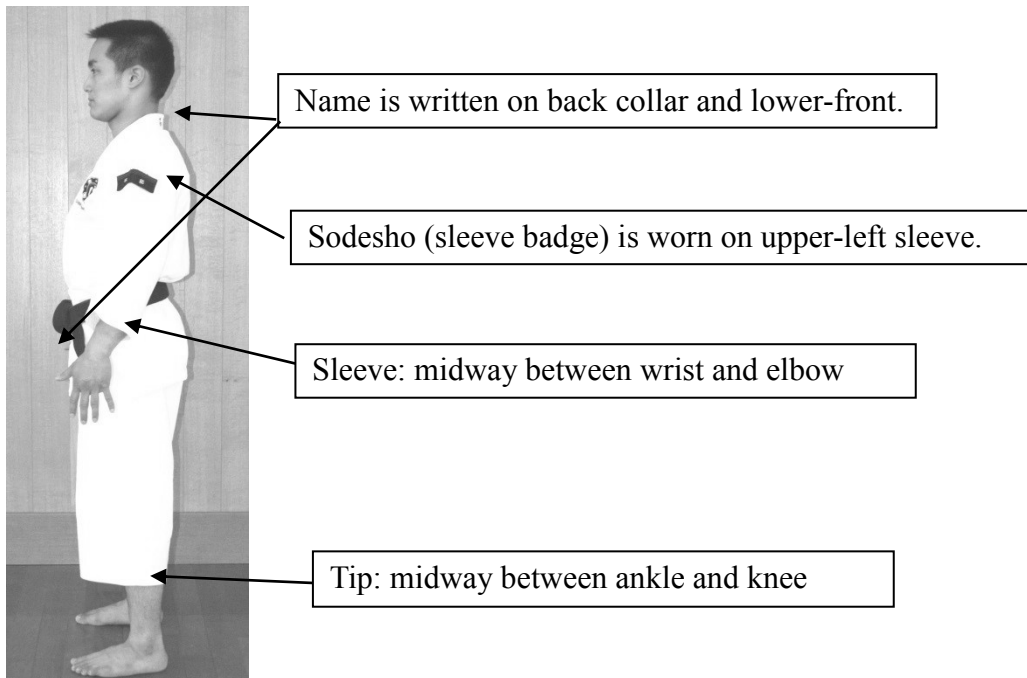 Name is written on back collar and lower-front.
Sodesho (sleeve badge) is worn on upper-left sleeve.
Sleeve: midway between wrist and elbow
Tip: midway between ankle and knee